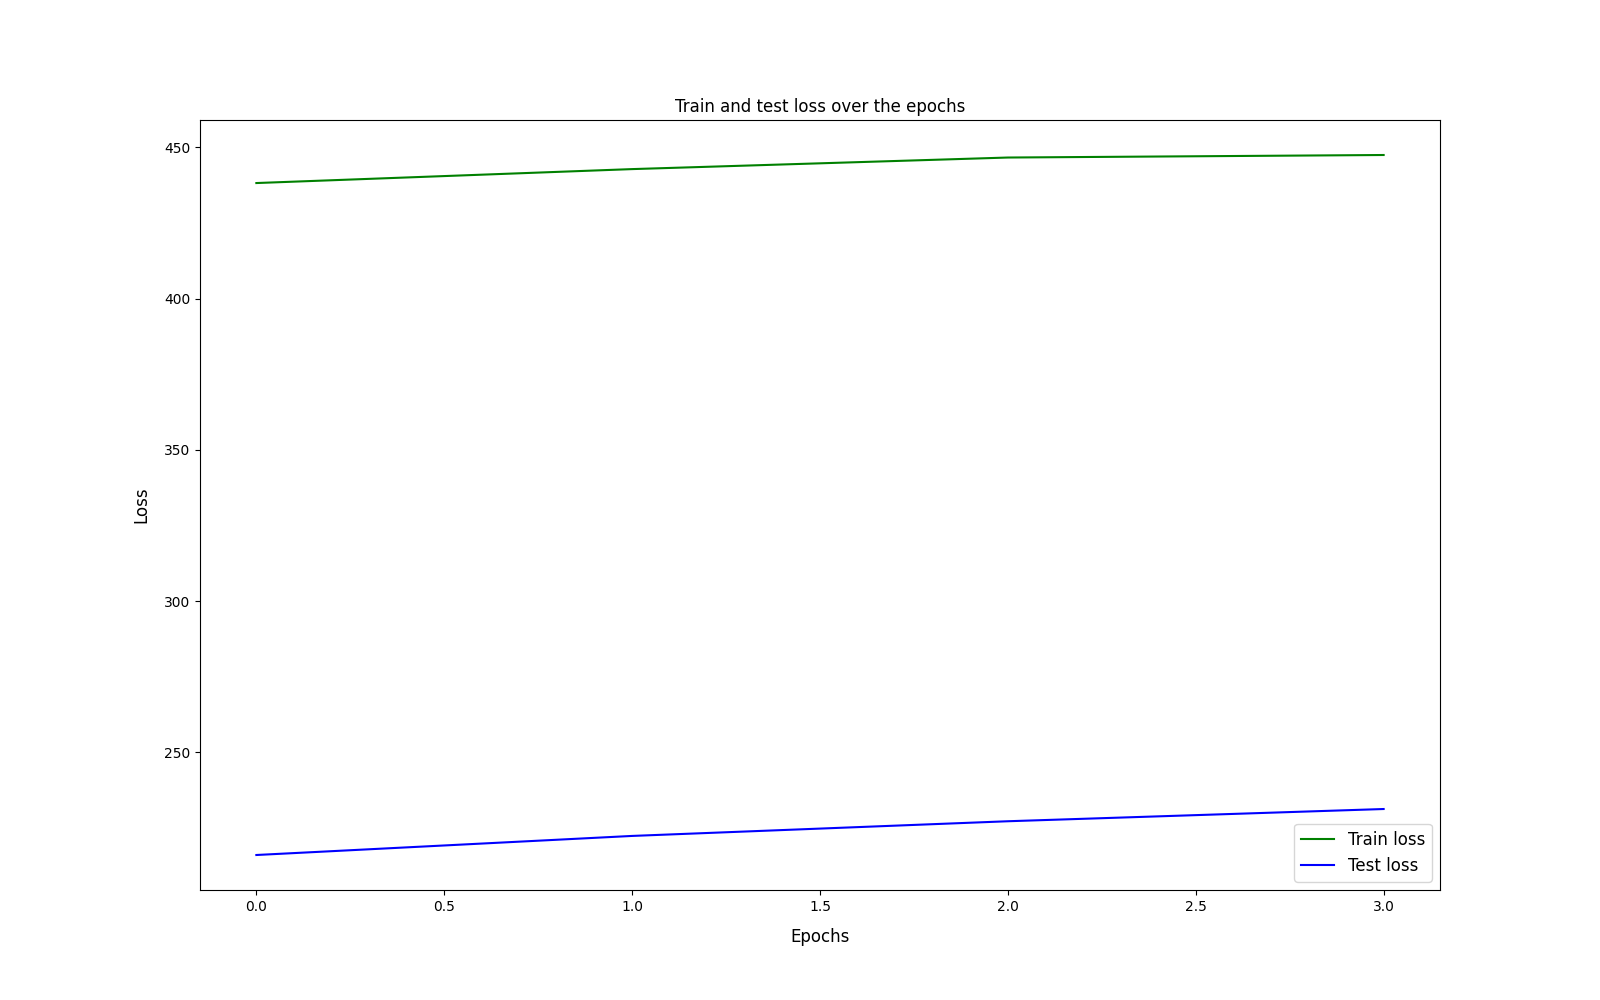 Train and test loss over the epochs
450
400
350
300
250
Loss
0.0 0.5 1.0 1.5 2.0 2.5 3.0
Epochs
Train loss
Test loss